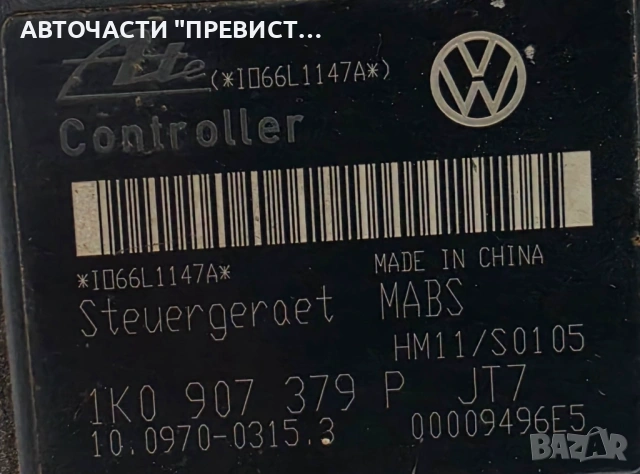 АВТОЧАСТИ "ПРЕВИСТ...
Ate (*I066L1147A*)
Controller
*I066L1147A*
MADE IN CHINA
Steuergeraet MABS
HM11/S0105
1K0 907 379 P JT7
10.0970-0315.3 00009496E5
BAZAR